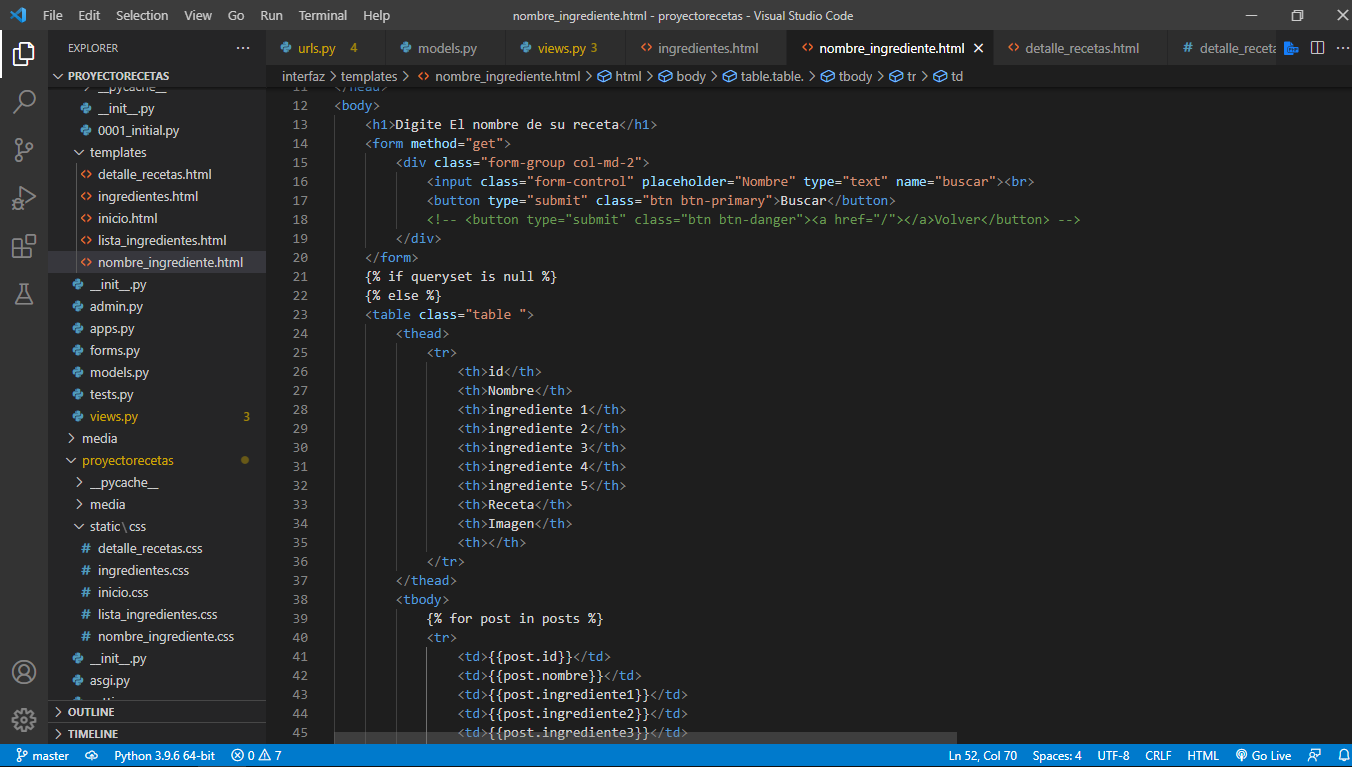 File Edit Selection View Go Run Terminal Help nombre_ingrediente.html - proyectorecetas - Visual Studio Code
EXPLORER ···
PROYECTORECETAS
__pycache__
__init__.py
0001_initial.py
templates
detalle_recetas.html
ingredientes.html
inicio.html
lista_ingredientes.html
nombre_ingrediente.html
__init__.py
admin.py
apps.py
forms.py
models.py
tests.py
views.py 3
media
proyectorecetas
__pycache__
media
static\css
detalle_recetas.css
ingredientes.css
inicio.css
lista_ingredientes.css
nombre_ingrediente.css
__init__.py
asgi.py
OUTLINE
TIMELINE
urls.py 4 models.py views.py 3 ingredientes.html nombre_ingrediente.html detalle_recetas.html # detalle_receta
interfaz > templates > nombre_ingrediente.html > html > body > table.table. > tbody > tr > td
11 </head>
12 <body>
13 <h1>Digite El nombre de su receta</h1>
14 <form method="get">
15 <div class="form-group col-md-2">
16 <input class="form-control" placeholder="Nombre" type="text" name="buscar"><br>
17 <button type="submit" class="btn btn-primary">Buscar</button>
18 <!-- <button type="submit" class="btn btn-danger"><a href="/"></a>Volver</button> -->
19 </div>
20 </form>
21 {% if queryset is null %}
22 {% else %}
23 <table class="table ">
24 <thead>
25 <tr>
26 <th>id</th>
27 <th>Nombre</th>
28 <th>ingrediente 1</th>
29 <th>ingrediente 2</th>
30 <th>ingrediente 3</th>
31 <th>ingrediente 4</th>
32 <th>ingrediente 5</th>
33 <th>Receta</th>
34 <th>Imagen</th>
35 <th></th>
36 </tr>
37 </thead>
38 <tbody>
39 {% for post in posts %}
40 <tr>
41 <td>{{post.id}}</td>
42 <td>{{post.nombre}}</td>
43 <td>{{post.ingrediente1}}</td>
44 <td>{{post.ingrediente2}}</td>
45 <td>{{post.ingrediente3}}</td>
master Python 3.9.6 64-bit 0 7 Ln 52, Col 70 Spaces: 4 UTF-8 CRLF HTML Go Live